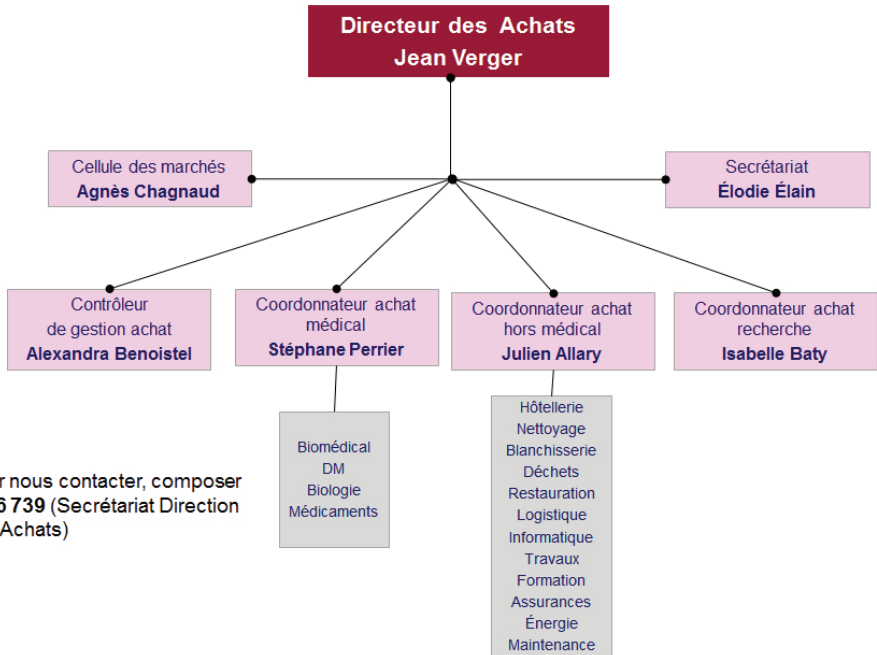 Directeur des Achats
Jean Verger
Cellule des marchés
Agnès Chagnaud
Secrétariat
Élodie Élain
Contrôleur
de gestion achat
Alexandra Benoistel
Coordonnateur achat
médical
Stéphane Perrier
Coordonnateur achat
hors médical
Julien Allary
Coordonnateur achat
recherche
Isabelle Baty
Biomédical
DM
Biologie
Médicaments
Hôtellerie
Nettoyage
Blanchisserie
Déchets
Restauration
Logistique
Informatique
Travaux
Formation
Assurances
Énergie
Maintenance
r nous contacter, composer
6 739 (Secrétariat Direction
Achats)